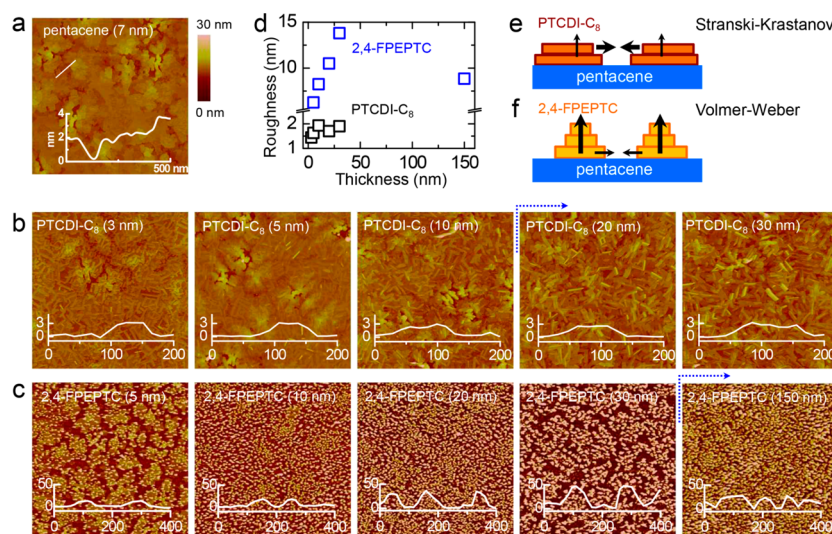 a
pentacene (7 nm)
30 nm
0 nm
4
2
0
nm
500 nm
d
Roughness (nm)
15
10
2
1
2,4-FPEPTC
PTCDI-C₈
0 50 100 150
Thickness (nm)
e
PTCDI-C₈
Stranski-Krastanov
pentacene
f
2,4-FPEPTC
Volmer-Weber
pentacene
b
PTCDI-C₈ (3 nm)
3
0
0 100 200
PTCDI-C₈ (5 nm)
3
0
0 100 200
PTCDI-C₈ (10 nm)
3
0
0 100 200
PTCDI-C₈ (20 nm)
3
0
0 100 200
PTCDI-C₈ (30 nm)
3
0
0 100 200
c
2,4-FPEPTC (5 nm)
50
0
0 200 400
2,4-FPEPTC (10 nm)
50
0
0 200 400
2,4-FPEPTC (20 nm)
50
0
0 200 400
2,4-FPEPTC (30 nm)
50
0
0 200 400
2,4-FPEPTC (150 nm)
50
0
0 200 400